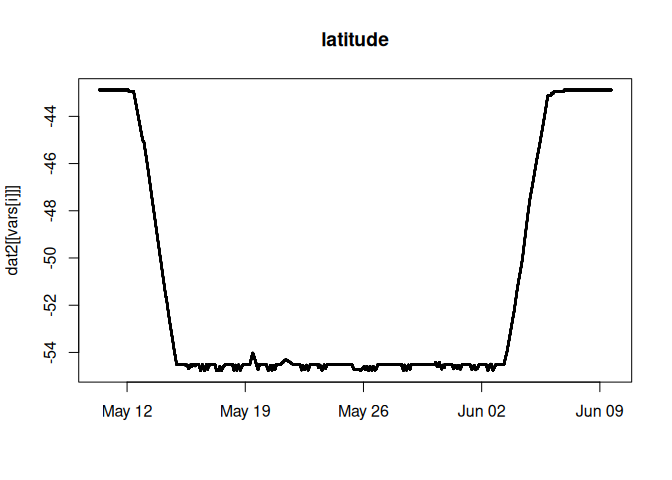 latitude
dat2[[vars[i]]]
-44
-46
-48
-50
-52
-54
May 12
May 19
May 26
Jun 02
Jun 09